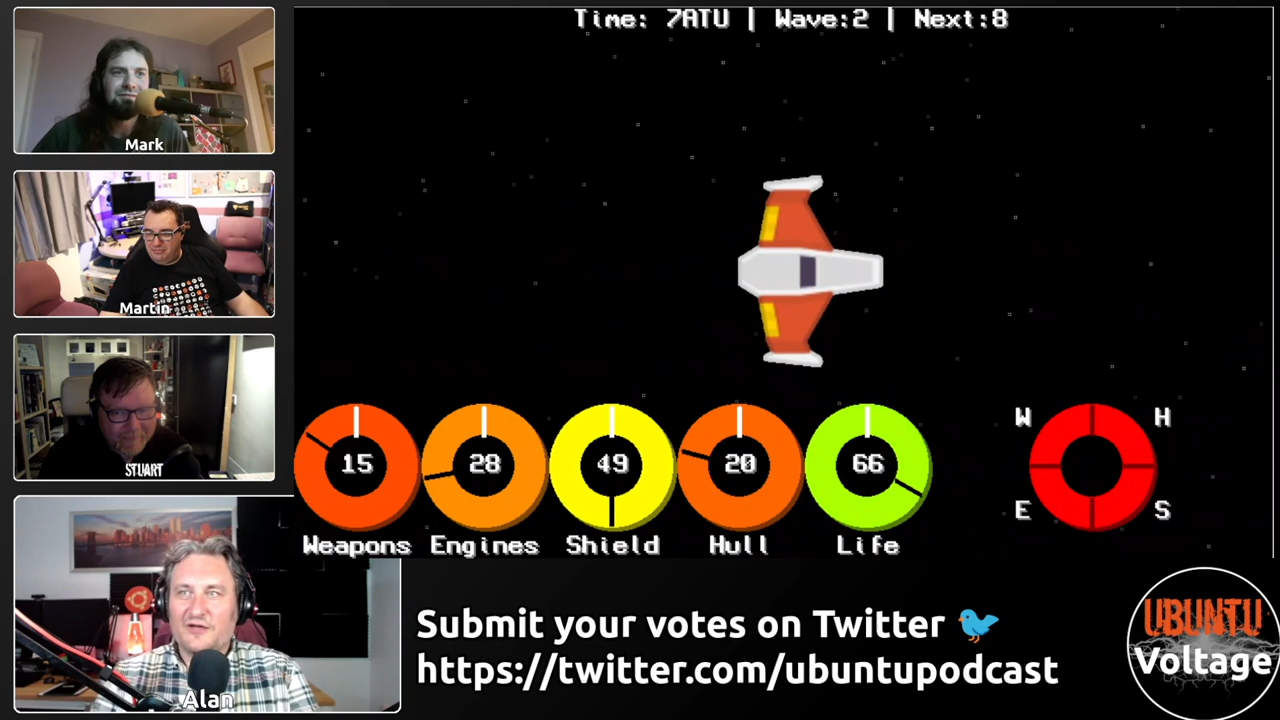 Time: 7ATU | Wave:2 | Next:8
Mark
Martin
STUART
Alan
15
28
49
20
66
Weapons
Engines
Shield
Hull
Life
W
H
E
S
Submit your votes on Twitter
https://twitter.com/ubuntupodcast
UBUNTU
Voltage